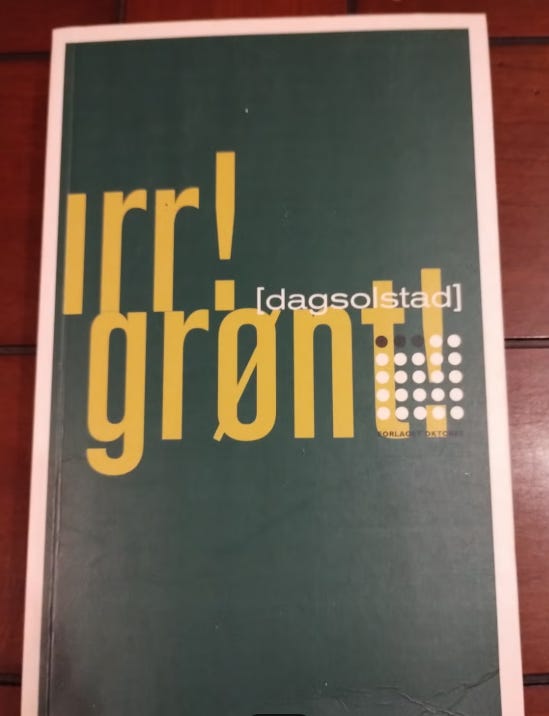 irr!
[dagsolstad]
grønt!
FORLAGET OKTOBER